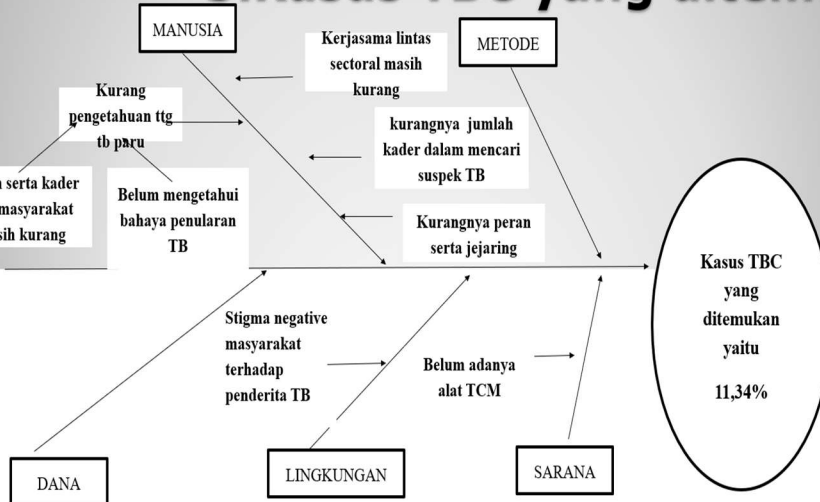 MANUSIA
METODE
Kerjasama lintas
sectoral masih
kurang
Kurang
pengetahuan ttg
tb paru
kurangnya jumlah
kader dalam mencari
suspek TB
serta kader
masyarakat
kurang
Belum mengetahui
bahaya penularan
TB
Kurangnya peran
serta jejaring
Kasus TBC
yang
ditemukan
yaitu
11,34%
Stigma negative
masyarakat
terhadap
penderita TB
Belum adanya
alat TCM
DANA
LINGKUNGAN
SARANA